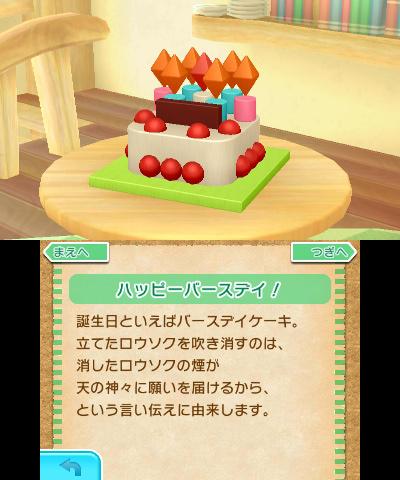 まえへ
つぎへ
ハッピーバースデイ！
誕生日といえばバースデイケーキ。
立てたロウソクを吹き消すのは、
消したロウソクの煙が
天の神々に願いを届けるから、
という言い伝えに由来します。